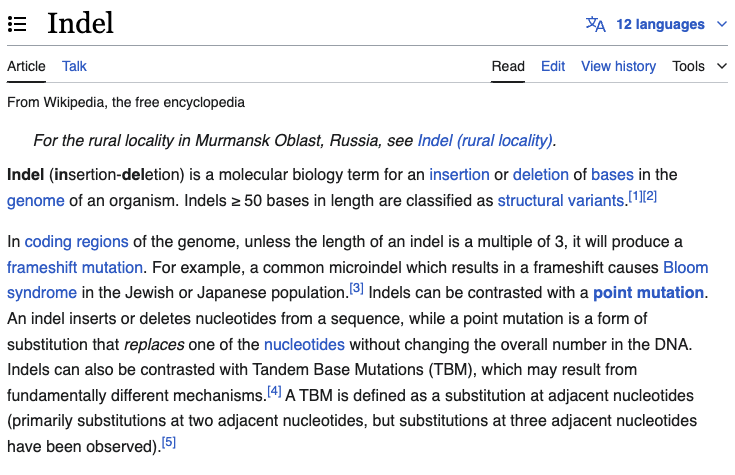 Indel
12 languages
Article Talk Read Edit View history Tools
From Wikipedia, the free encyclopedia
For the rural locality in Murmansk Oblast, Russia, see Indel (rural locality).
Indel (insertion-deletion) is a molecular biology term for an insertion or deletion of bases in the
genome of an organism. Indels ≥ 50 bases in length are classified as structural variants.[1][2]
In coding regions of the genome, unless the length of an indel is a multiple of 3, it will produce a
frameshift mutation. For example, a common microindel which results in a frameshift causes Bloom
syndrome in the Jewish or Japanese population.[3] Indels can be contrasted with a point mutation.
An indel inserts or deletes nucleotides from a sequence, while a point mutation is a form of
substitution that replaces one of the nucleotides without changing the overall number in the DNA.
Indels can also be contrasted with Tandem Base Mutations (TBM), which may result from
fundamentally different mechanisms.[4] A TBM is defined as a substitution at adjacent nucleotides
(primarily substitutions at two adjacent nucleotides, but substitutions at three adjacent nucleotides
have been observed).[5]